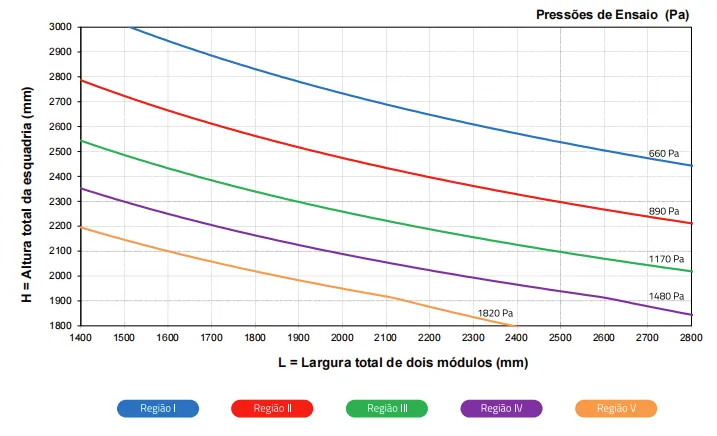 Pressões de Ensaio (Pa)
H = Altura total da esquadria (mm)
3000
2900
2800
2700
2600
2500
2400
2300
2200
2100
2000
1900
1800
660 Pa
890 Pa
1170 Pa
1480 Pa
1820 Pa
1400 1500 1600 1700 1800 1900 2000 2100 2200 2300 2400 2500 2600 2700 2800
L = Largura total de dois módulos (mm)
Região I Região II Região III Região IV Região V